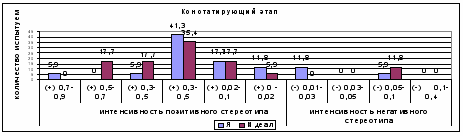 Конотатирующий этап
количество испытуем
5,9 0 0 17,7 5,9 17,7 41,3 35,4 17,7 17,7 11,8 5,9 11,8 0 0 0 5,9 11,8 0 0
(+) 0,7- (+) 0,5- (+) 0,3- (+) 0,3- (+) 0,02- (+) 0 (-) 0,01- (-) 0,03- (-) 0,05- (-) 0,1-
0,9 0,7 0,5 0,5 0,1 0,02 0,03 0,05 0,1 0,4
интенсивность позитивного стереотипа интенсивность негативного
стереотипа
Я Идеал